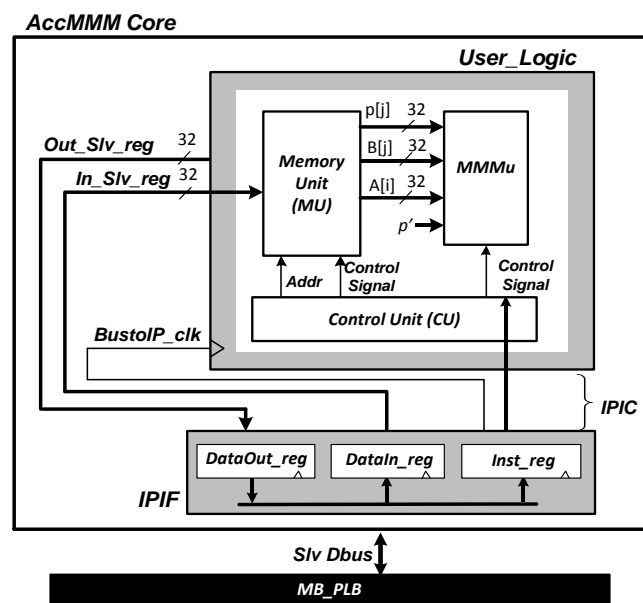 AccMMM Core
User_Logic
p[j] 32
Out_Slv_reg 32
B[j] 32
Memory Unit (MU)
MMMu
In_Slv_reg 32
A[i] 32
p'
Addr
Control Signal
Control Signal
Control Unit (CU)
BustoIP_clk
IPIC
DataOut_reg
DataIn_reg
Inst_reg
IPIF
Slv Dbus
MB_PLB